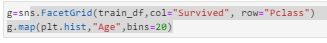 g=sns.FacetGrid(train_df,col="Survived", row="Pclass")
g.map(plt.hist,"Age",bins=20)